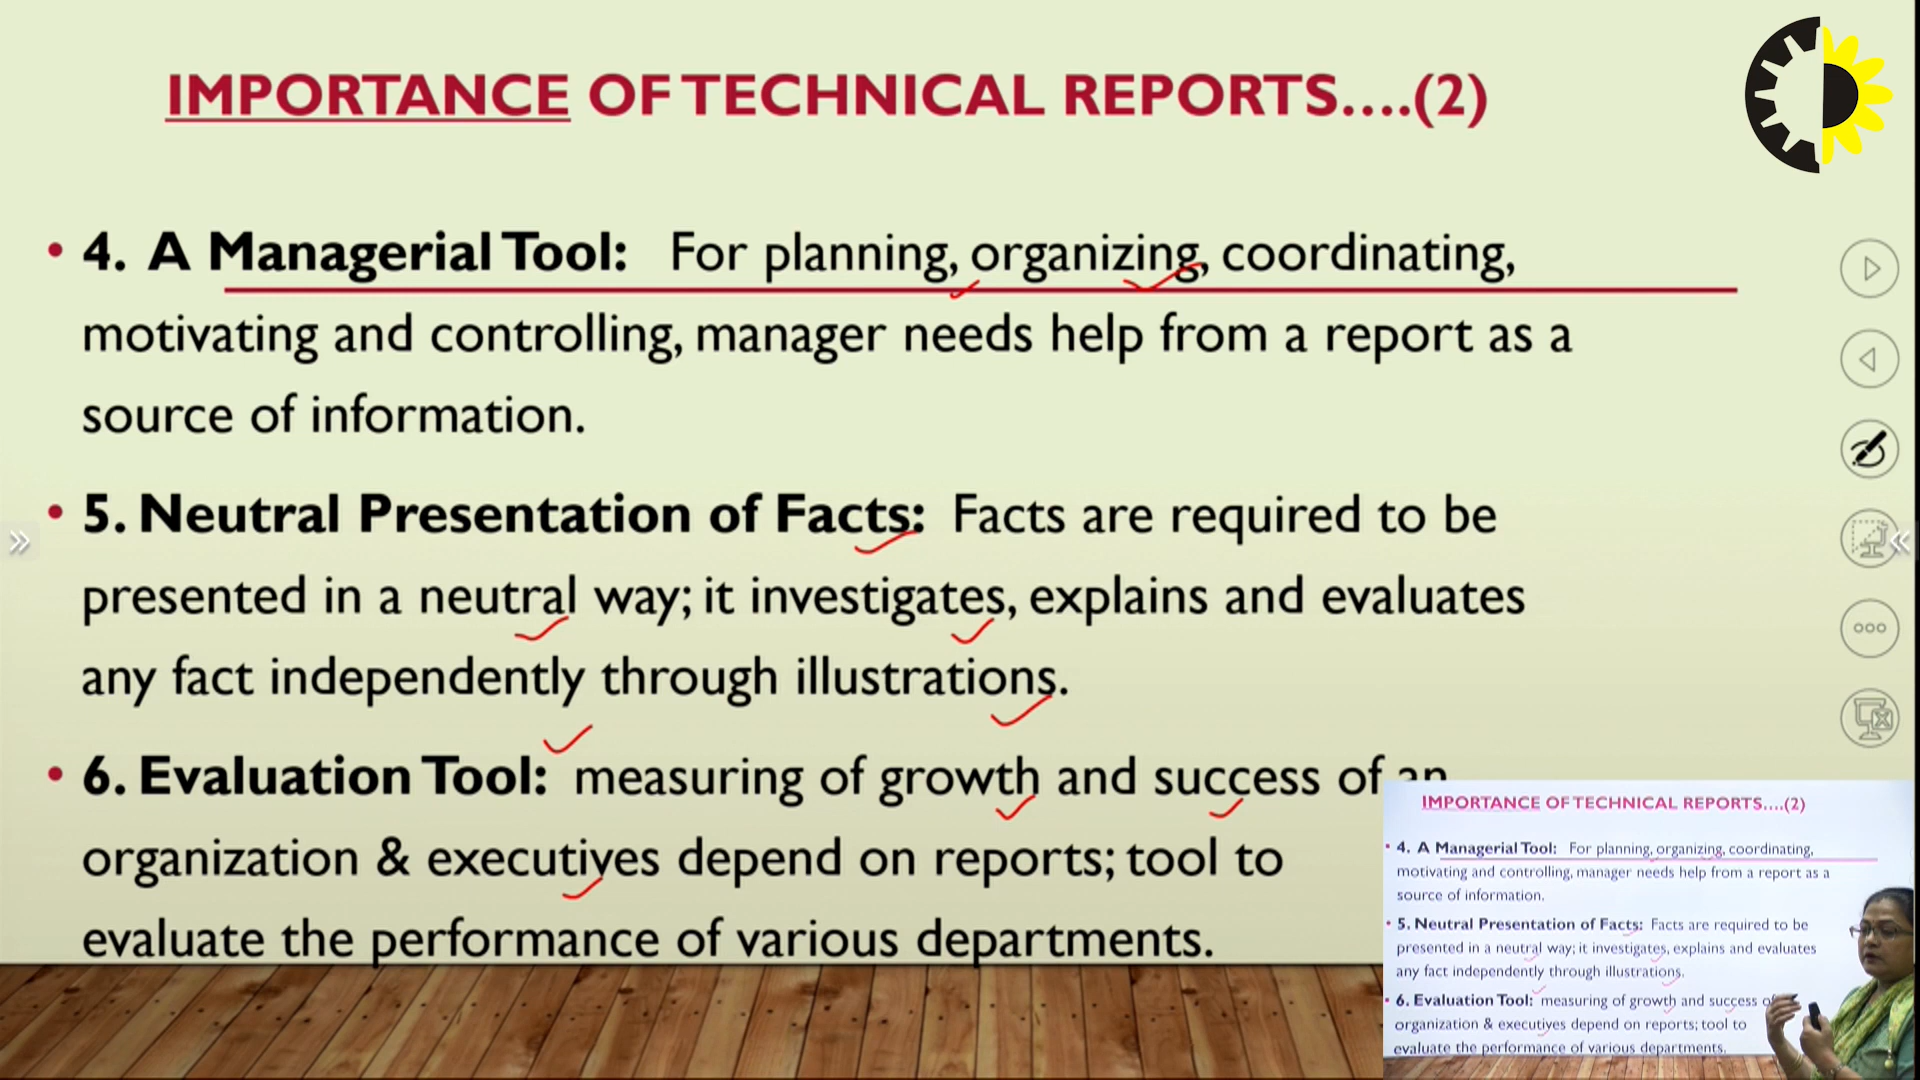 IMPORTANCE OF TECHNICAL REPORTS....(2)
• 4. A Managerial Tool: For planning, organizing, coordinating,
motivating and controlling, manager needs help from a report as a
source of information.
• 5. Neutral Presentation of Facts: Facts are required to be
presented in a neutral way; it investigates, explains and evaluates
any fact independently through illustrations.
• 6. Evaluation Tool: measuring of growth and success of an
organization & executives depend on reports; tool to
evaluate the performance of various departments.
IMPORTANCE OF TECHNICAL REPORTS....(2)
• 4. A Managerial Tool: For planning, organizing, coordinating,
motivating and controlling, manager needs help from a report as a
source of information.
• 5. Neutral Presentation of Facts: Facts are required to be
presented in a neutral way; it investigates, explains and evaluates
any fact independently through illustrations.
• 6. Evaluation Tool: measuring of growth and success of
organization & executives depend on reports; tool to
evaluate the performance of various departments.